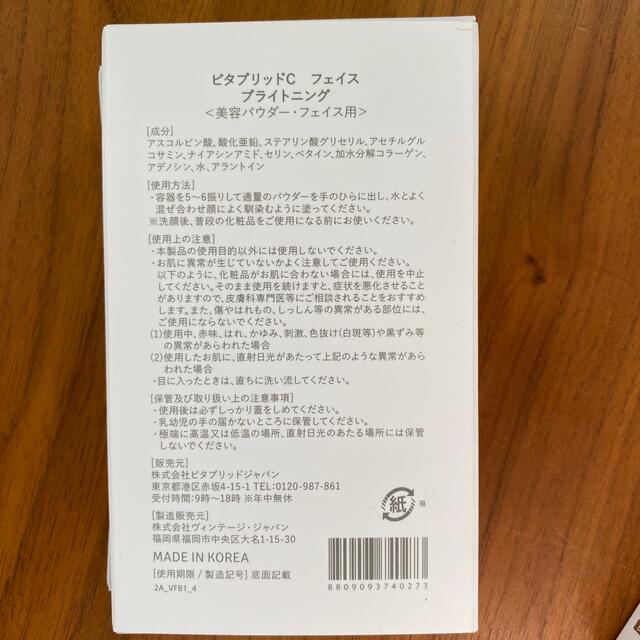 ビタブリッドC　フェイス
ブライトニング
＜美容パウダー・フェイス用＞
[成分]
アスコルビン酸、酸化亜鉛、ステアリン酸グリセリル、アセチルグル
コサミン、ナイアシンアミド、セリン、ベタイン、加水分解コラーゲン、
アデノシン、水、アラントイン
[使用方法]
・容器を5～6振りして適量のパウダーを手のひらに出し、水とよく
混ぜ合わせ顔によく馴染むように塗ってください。
※洗顔後、普段の化粧品をご使用になる前にお使いください。
[使用上の注意]
・本製品の使用目的以外には使用しないでください。
・お肌に異常が生じていないかよく注意してご使用ください。
以下のように、化粧品がお肌に合わない場合には、使用を中止
してください。そのまま使用を続けますと、症状を悪化させること
がありますので、皮膚科専門医等にご相談されることをおすすめ
します。また、傷やはれもの、しっしん等の異常がある部位には、
ご使用にならないでください。
(1)使用中、赤味、はれ、かゆみ、刺激、色抜け(白斑等)や黒ずみ等
の異常があらわれた場合
(2)使用したお肌に、直射日光があたって上記のような異常があら
われた場合
・目に入ったときは、直ちに洗い流してください。
[保管及び取り扱い上の注意事項]
・使用後は必ずしっかり蓋をしめてください。
・乳幼児の手の届かないところに保管してください。
・極端に高温又は低温の場所、直射日光のあたる場所には保管
しないでください。
[販売元]
株式会社ビタブリッドジャパン
東京都港区赤坂4-15-1 TEL:0120-987-861
受付時間:9時～18時 ※年中無休
紙
箱
[製造販売元]
株式会社ヴィンテージ・ジャパン
福岡県福岡市中央区大名1-15-30
MADE IN KOREA
[使用期限 / 製造記号] 底面記載
2A_VFB1_4
8809093740273